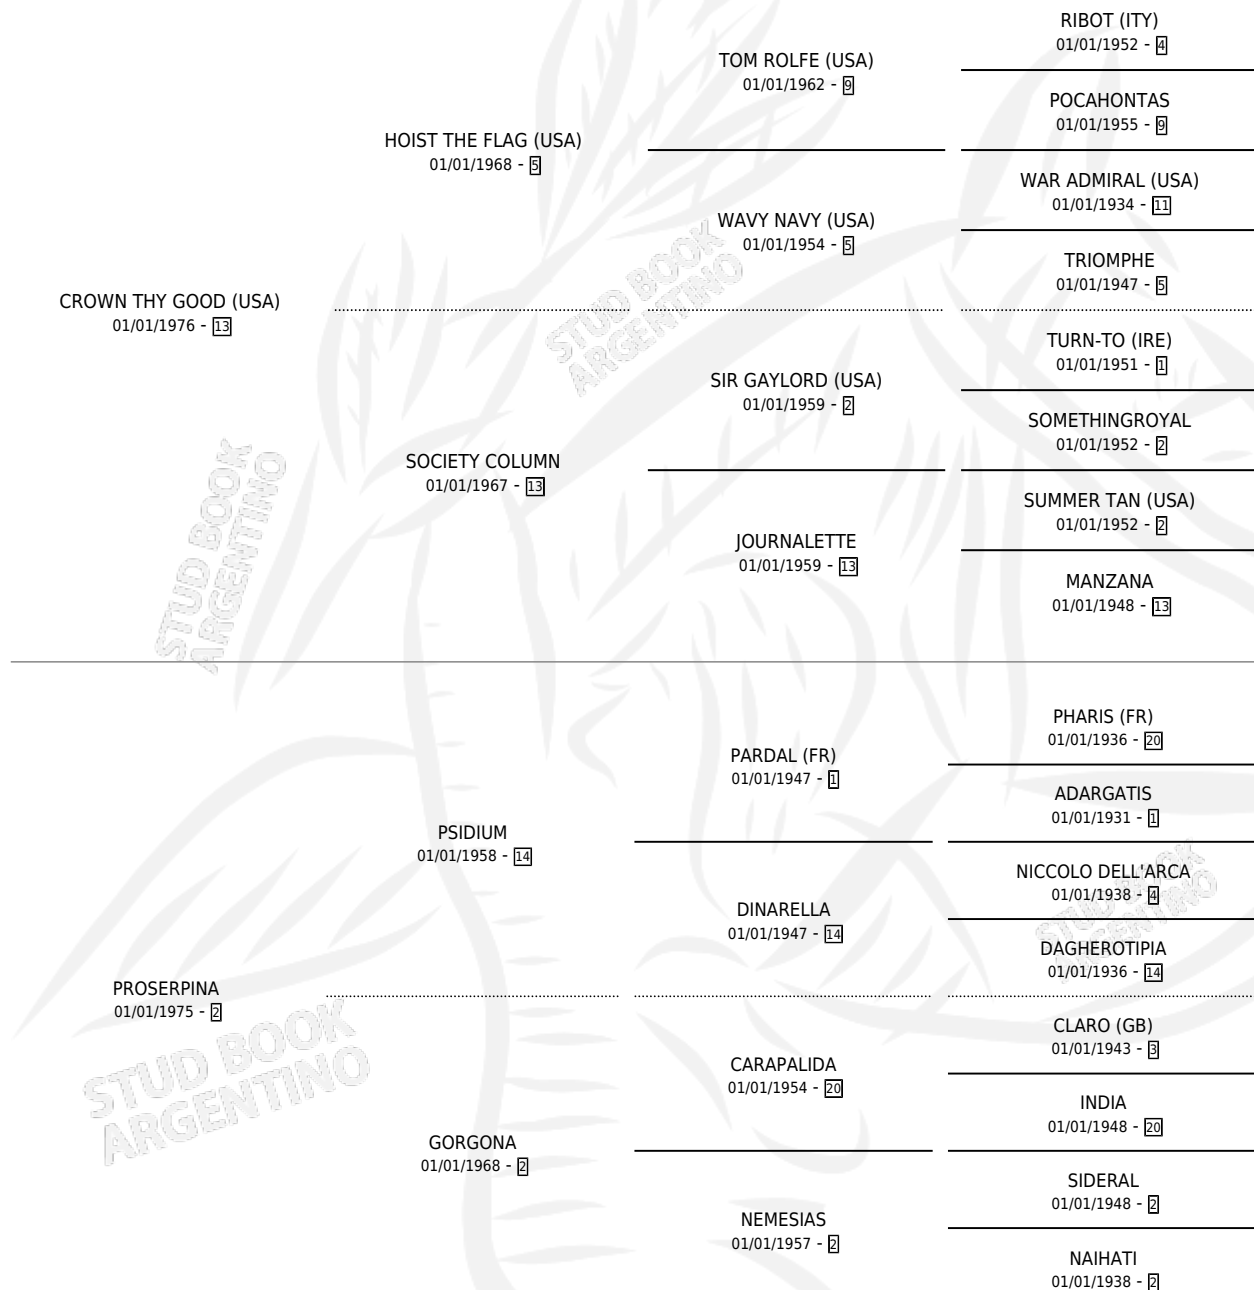 RIBOT (ITY)
01/01/1952 - 4
TOM ROLFE (USA)
01/01/1962 - 9
POCAHONTAS
01/01/1955 - 9
HOIST THE FLAG (USA)
01/01/1968 - 5
WAR ADMIRAL (USA)
01/01/1934 - 11
WAVY NAVY (USA)
01/01/1954 - 5
TRIOMPHE
01/01/1947 - 5
CROWN THY GOOD (USA)
01/01/1976 - 13
TURN-TO (IRE)
01/01/1951 - 1
SIR GAYLORD (USA)
01/01/1959 - 2
SOMETHINGROYAL
01/01/1952 - 2
SOCIETY COLUMN
01/01/1967 - 13
SUMMER TAN (USA)
01/01/1952 - 2
JOURNALETTE
01/01/1959 - 13
MANZANA
01/01/1948 - 13
PHARIS (FR)
01/01/1936 - 20
PARDAL (FR)
01/01/1947 - 1
ADARGATIS
01/01/1931 - 1
PSIDIUM
01/01/1958 - 14
NICCOLO DELL'ARCA
01/01/1938 - 4
DINARELLA
01/01/1947 - 14
DAGHEROTIPIA
01/01/1936 - 14
PROSERPINA
01/01/1975 - 2
CLARO (GB)
01/01/1943 - 3
CARAPALIDA
01/01/1954 - 20
INDIA
01/01/1948 - 20
GORGONA
01/01/1968 - 2
SIDERAL
01/01/1948 - 2
NEMESIAS
01/01/1957 - 2
NAIHATI
01/01/1938 - 2
STUD BOOK
ARGENTINO
STUD BOOK
ARGENTINO
STUD BOOK
ARGENTINO
STUD BOOK
ARGENTINO